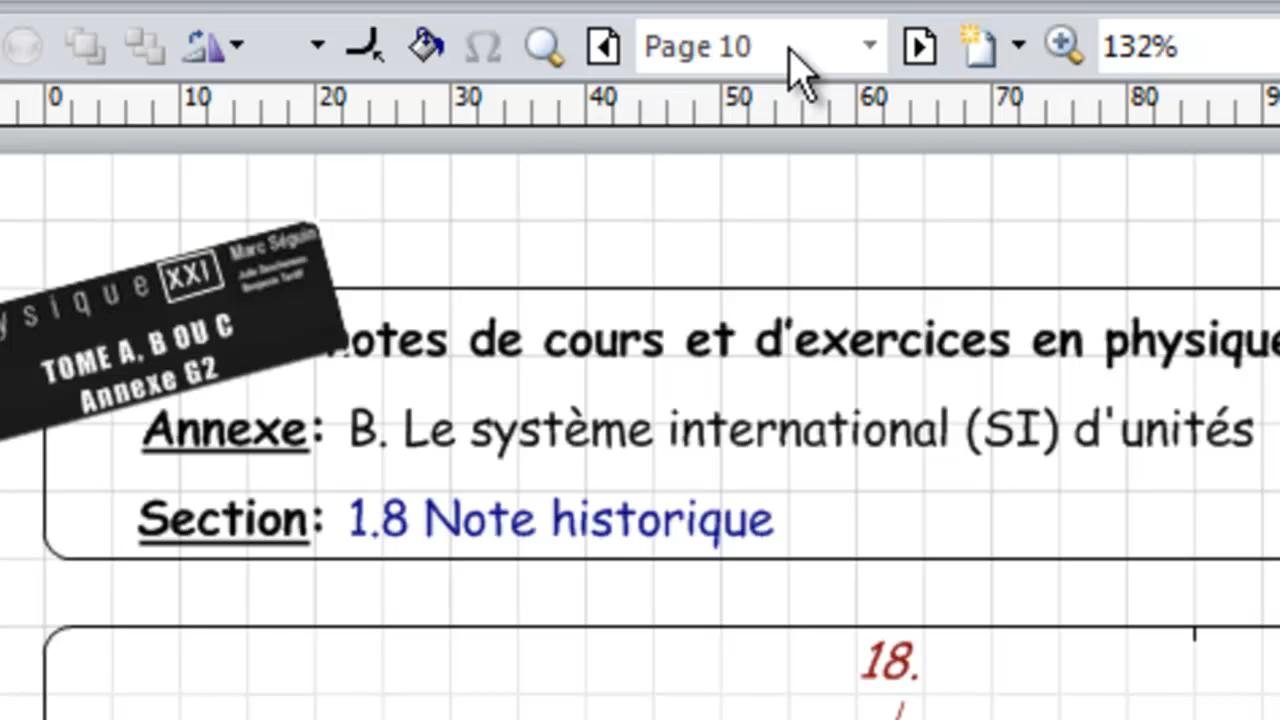 Page 10
132%
0 10 20 30 40 50 60 70 80 9
ysique XXI Marc Séguin
TOME A, B OU C
Annexe G2
notes de cours et d'exercices en physique
Annexe: B. Le système international (SI) d'unités
Section: 1.8 Note historique
18.